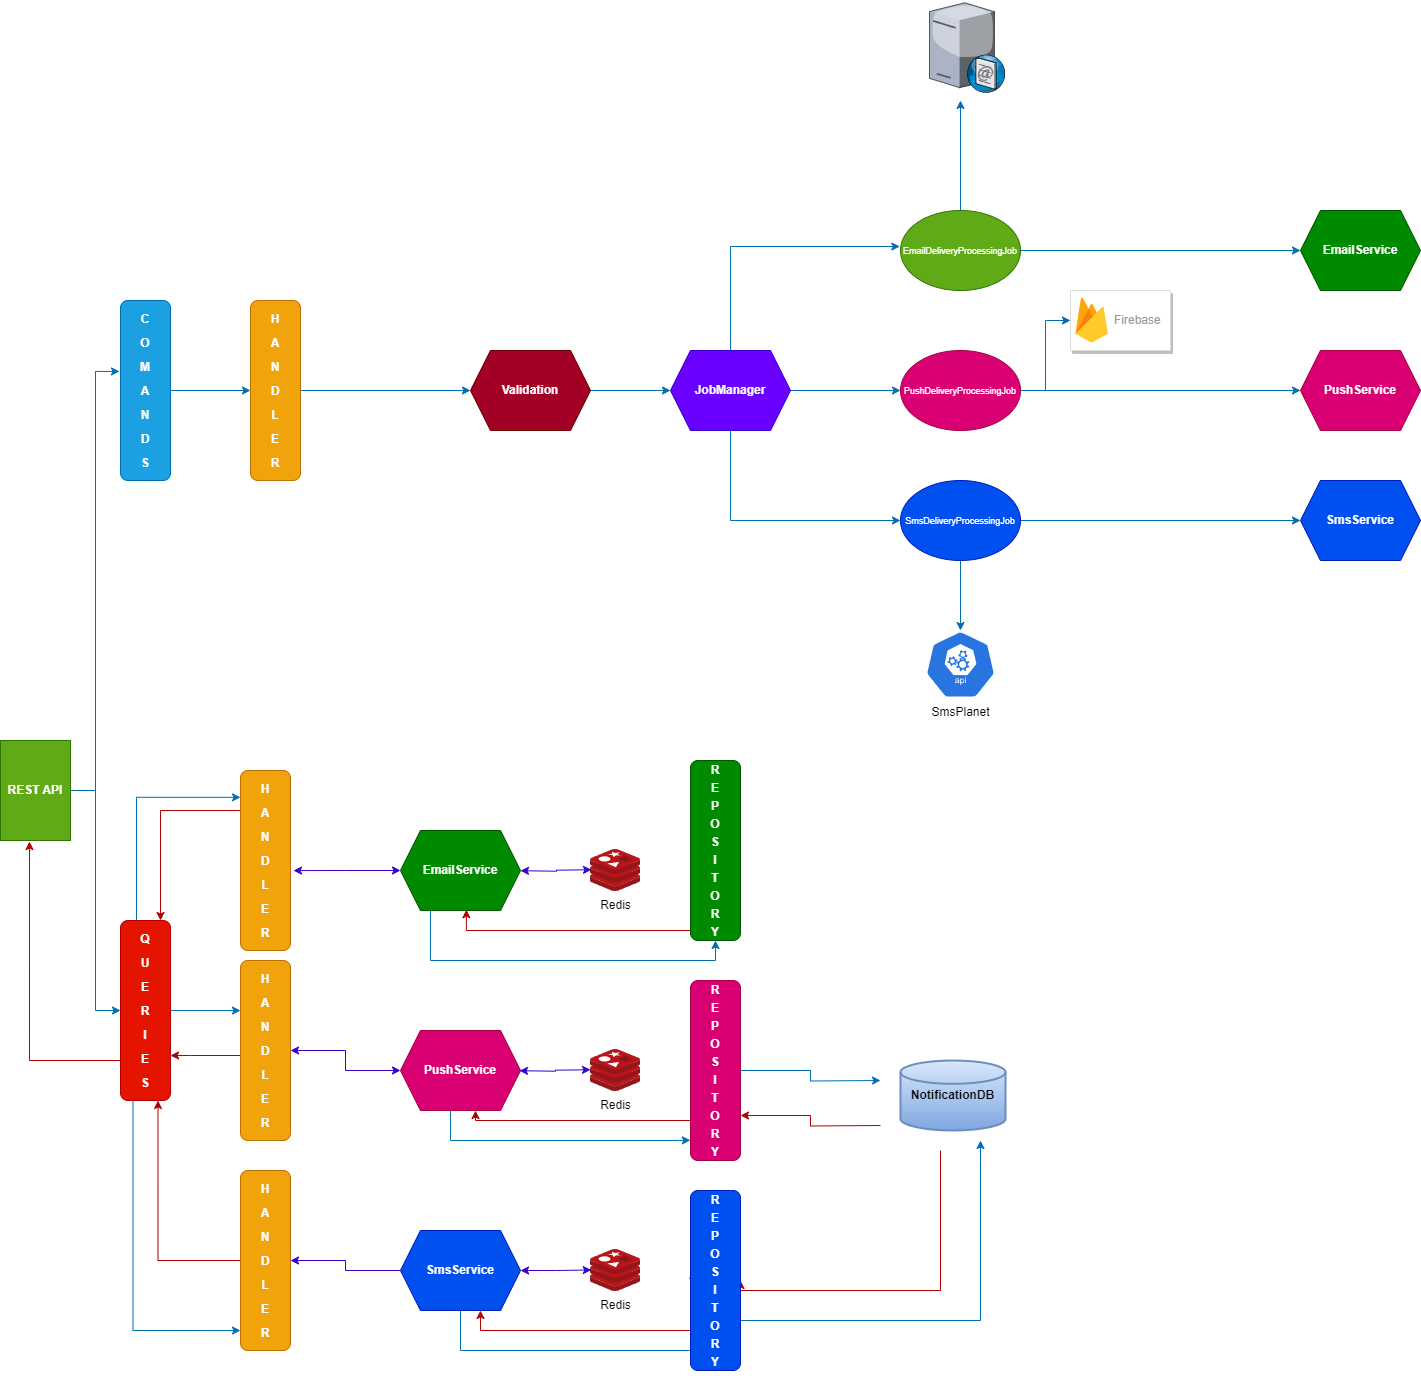 @
EmailDeliveryProcessingJob
EmailService
Firebase
C
O
M
A
N
D
S
H
A
N
D
L
E
R
Validation
JobManager
PushDeliveryProcessingJob
PushService
SmsDeliveryProcessingJob
SmsService
api
SmsPlanet
REST API
H
A
N
D
L
E
R
EmailService
Redis
R
E
P
O
S
I
T
O
R
Y
Q
U
E
R
I
E
S
H
A
N
D
L
E
R
PushService
Redis
R
E
P
O
S
I
T
O
R
Y
NotificationDB
H
A
N
D
L
E
R
SmsService
Redis
R
E
P
O
S
I
T
O
R
Y